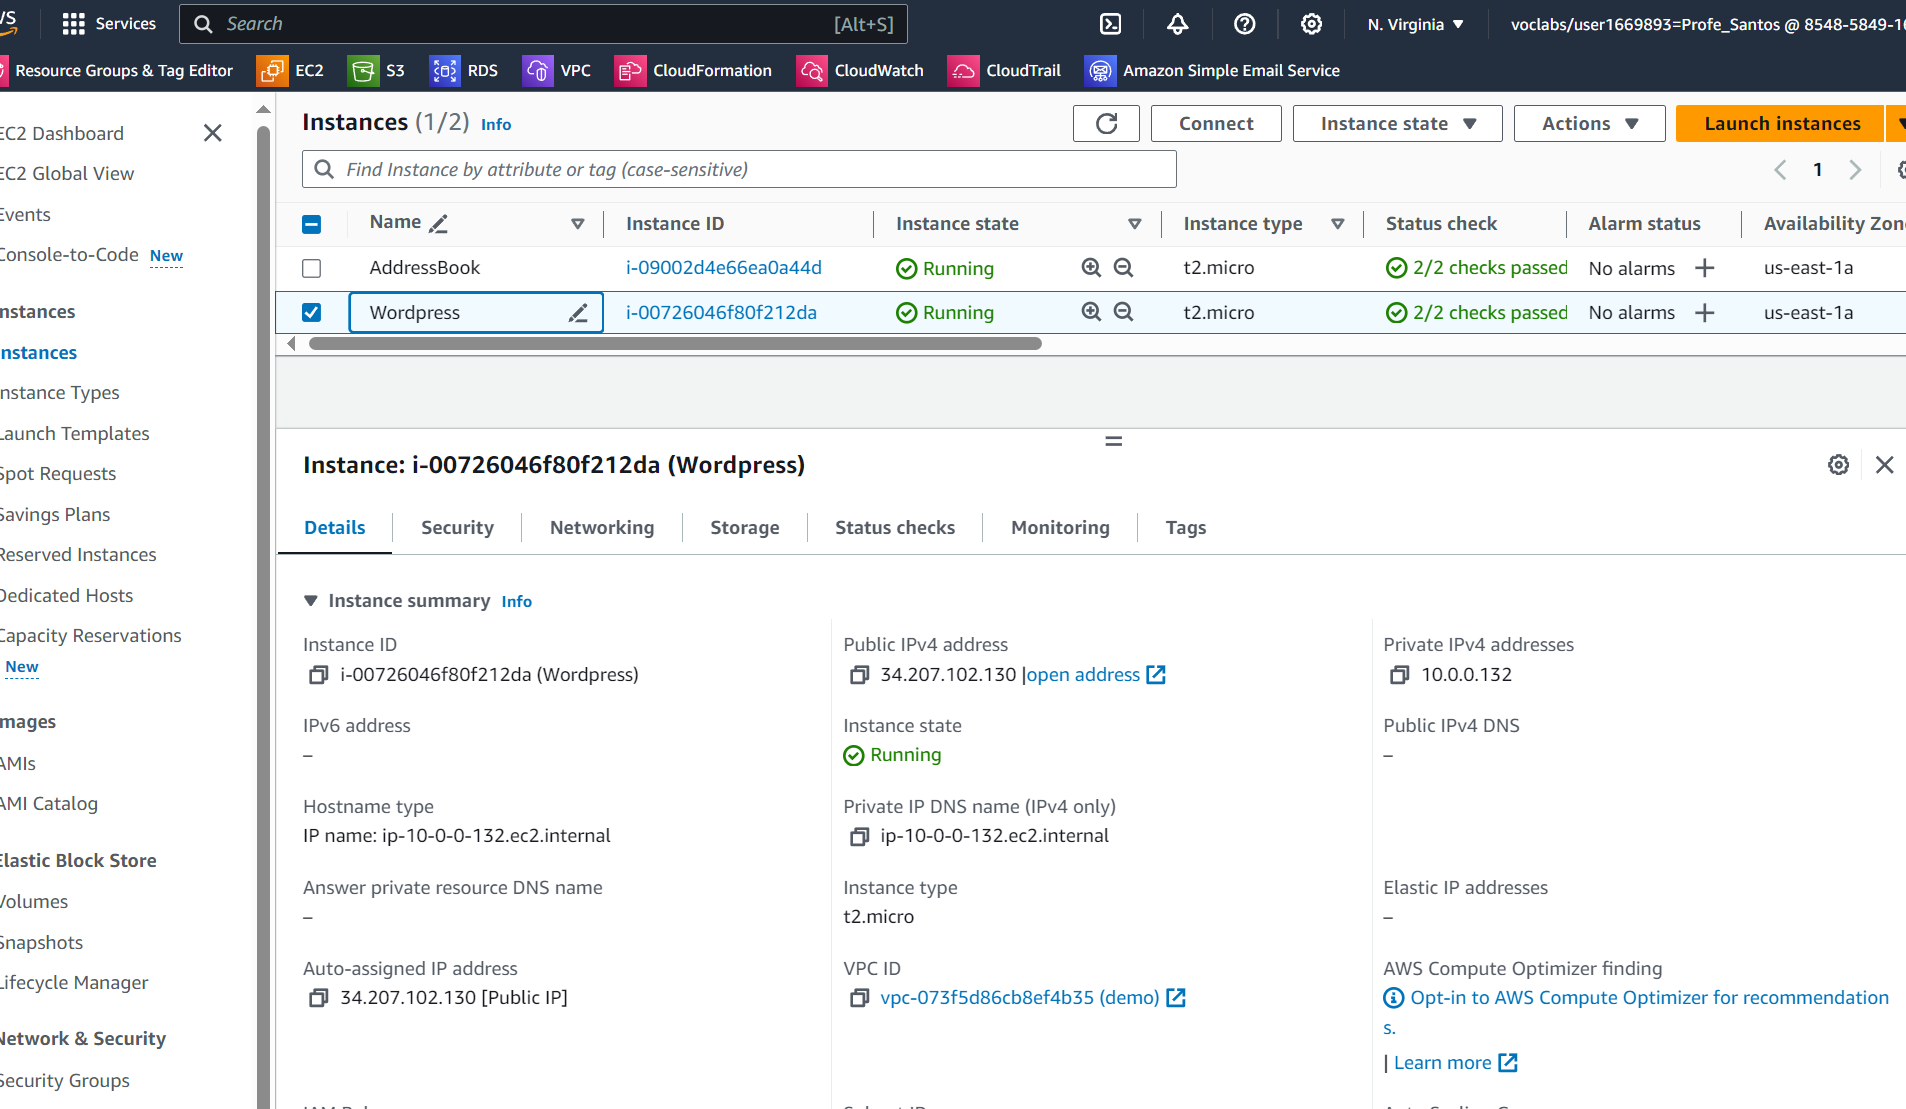 Services
Search
[Alt+S]
N. Virginia
voclabs/user1669893=Profe_Santos @ 8548-5849-1
Resource Groups & Tag Editor
EC2
S3
RDS
VPC
CloudFormation
CloudWatch
CloudTrail
Amazon Simple Email Service
EC2 Dashboard
EC2 Global View
Events
Console-to-Code New
Instances
Instances
Instance Types
Launch Templates
Spot Requests
Savings Plans
Reserved Instances
Dedicated Hosts
Capacity Reservations
New
Images
AMIs
AMI Catalog
Elastic Block Store
Volumes
Snapshots
Lifecycle Manager
Network & Security
Security Groups
Instances (1/2) Info
Connect
Instance state
Actions
Launch instances
Find Instance by attribute or tag (case-sensitive)
1
Name
Instance ID
Instance state
Instance type
Status check
Alarm status
Availability Zon
AddressBook
i-09002d4e66ea0a44d
Running
t2.micro
2/2 checks passed
No alarms
us-east-1a
Wordpress
i-00726046f80f212da
Running
t2.micro
2/2 checks passed
No alarms
us-east-1a
Instance: i-00726046f80f212da (Wordpress)
Details
Security
Networking
Storage
Status checks
Monitoring
Tags
Instance summary Info
Instance ID
i-00726046f80f212da (Wordpress)
Public IPv4 address
34.207.102.130 |open address
Private IPv4 addresses
10.0.0.132
IPv6 address
–
Instance state
Running
Public IPv4 DNS
–
Hostname type
IP name: ip-10-0-0-132.ec2.internal
Private IP DNS name (IPv4 only)
ip-10-0-0-132.ec2.internal
Answer private resource DNS name
–
Instance type
t2.micro
Elastic IP addresses
–
Auto-assigned IP address
34.207.102.130 [Public IP]
VPC ID
vpc-073f5d86cb8ef4b35 (demo)
AWS Compute Optimizer finding
Opt-in to AWS Compute Optimizer for recommendation
s.
| Learn more